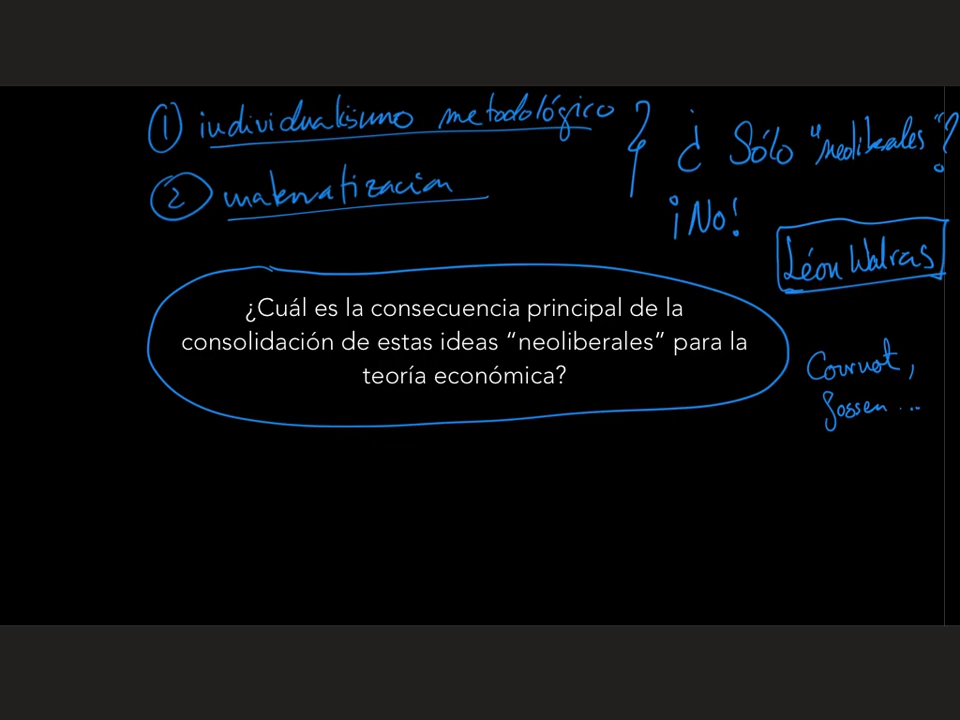 ① individualismo metodológico
② matematización
¿Sólo "neoliberales"?
¡No!
Léon Walras
¿Cuál es la consecuencia principal de la
consolidación de estas ideas “neoliberales” para la
teoría económica?
Cournot,
Gossen...